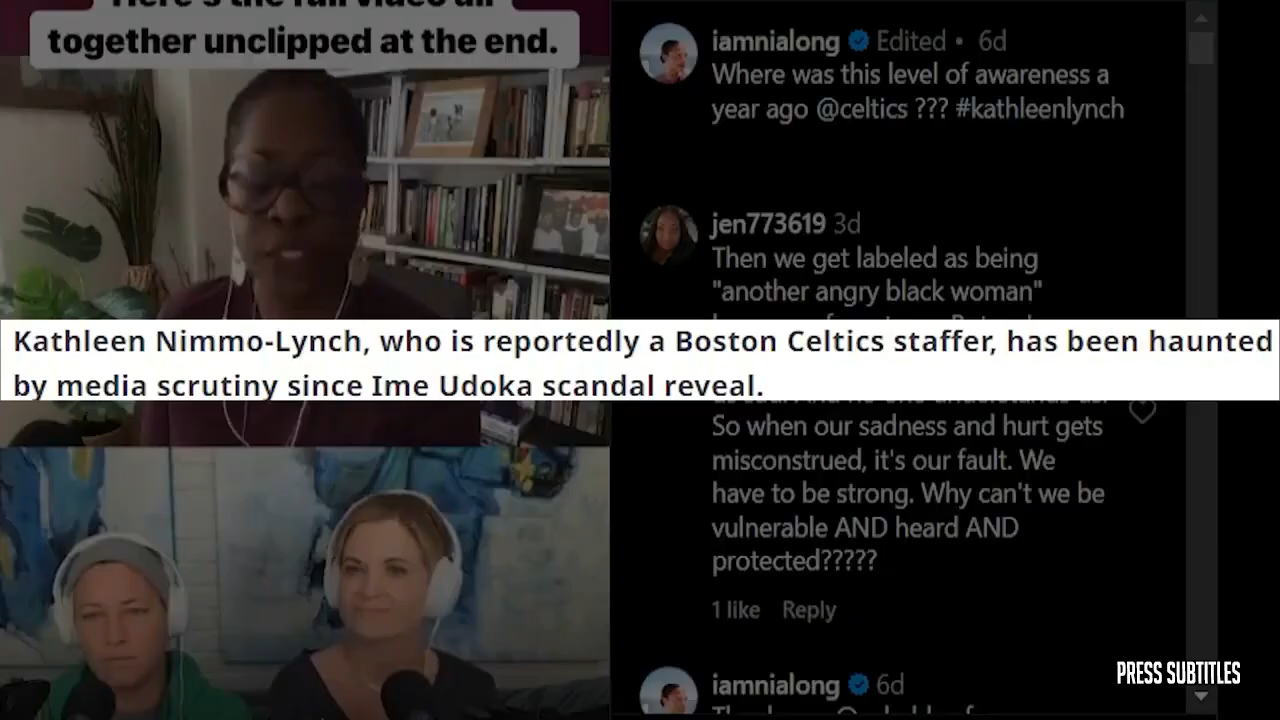 Here's the full video all
together unclipped at the end.
iamnialong Edited • 6d
Where was this level of awareness a
year ago @celtics ??? #kathleenlynch
jen773619 3d
Then we get labeled as being
"another angry black woman"
Kathleen Nimmo-Lynch, who is reportedly a Boston Celtics staffer, has been haunted
by media scrutiny since Ime Udoka scandal reveal.
So when our sadness and hurt gets
misconstrued, it's our fault. We
have to be strong. Why can't we be
vulnerable AND heard AND
protected?????
1 like Reply
PRESS SUBTITLES
iamnialong 6d